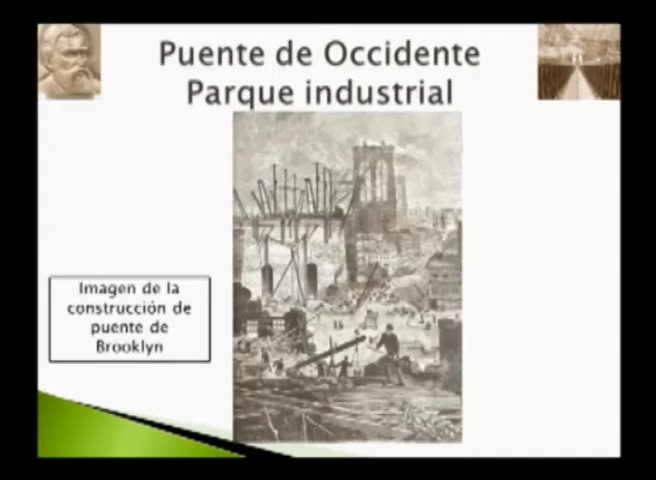 Puente de Occidente
Parque industrial
Imagen de la
construcción de
puente de
Brooklyn